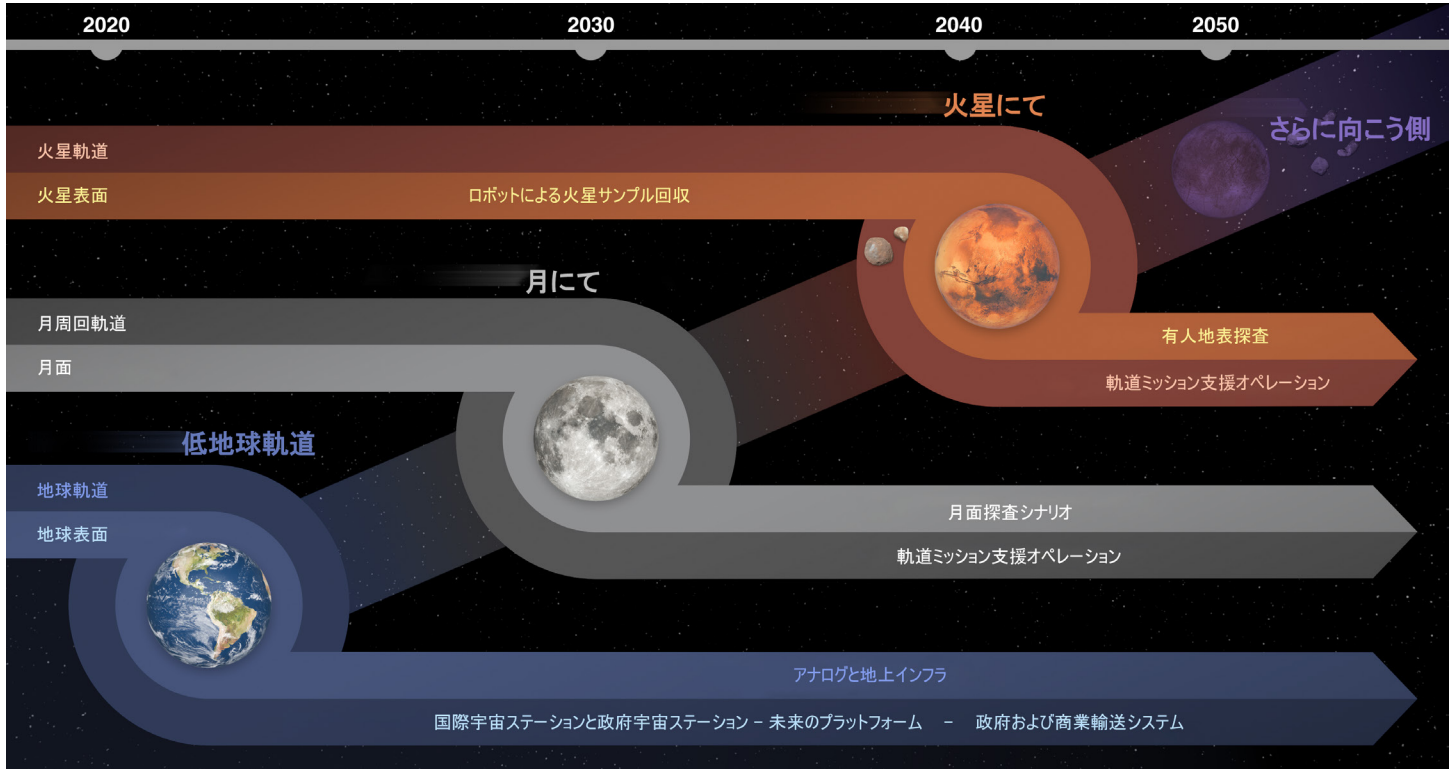 2020 2030 2040 2050
火星にて
さらに向こう側
火星軌道
火星表面 ロボットによる火星サンプル回収
月にて
月周回軌道
月面
有人地表探査
軌道ミッション支援オペレーション
低地球軌道
地球軌道
地球表面
月面探査シナリオ
軌道ミッション支援オペレーション
アナログと地上インフラ
国際宇宙ステーションと政府宇宙ステーション – 未来のプラットフォーム – 政府および商業輸送システム